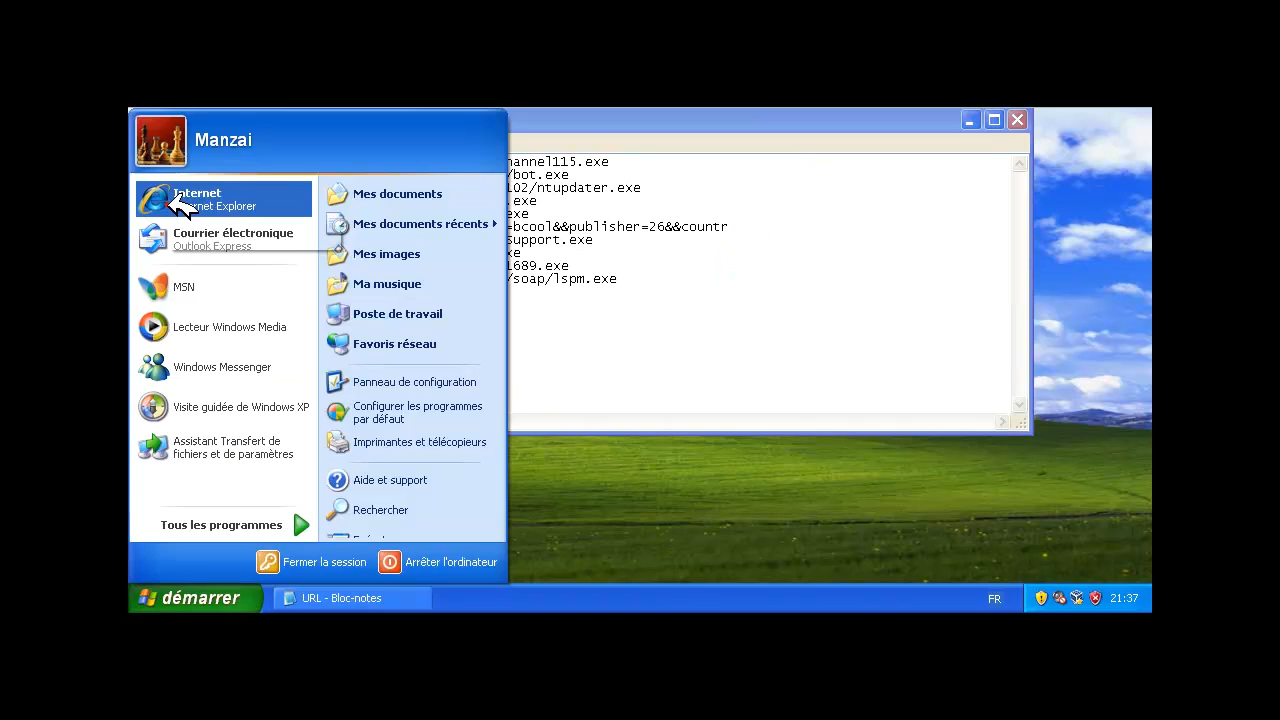 Manzai
Internet
Internet Explorer
Courrier électronique
Outlook Express
MSN
Lecteur Windows Media
Windows Messenger
Visite guidée de Windows XP
Assistant Transfert de
fichiers et de paramètres
Tous les programmes
Mes documents
Mes documents récents
Mes images
Ma musique
Poste de travail
Favoris réseau
Panneau de configuration
Configurer les programmes
par défaut
Imprimantes et télécopieurs
Aide et support
Rechercher
Fermer la session
Arrêter l'ordinateur
hannel115.exe
/bot.exe
102/ntupdater.exe
.exe
exe
=bcool&&publisher=26&&countr
support.exe
xe
1689.exe
/soap/lspm.exe
démarrer
URL - Bloc-notes
FR
21:37